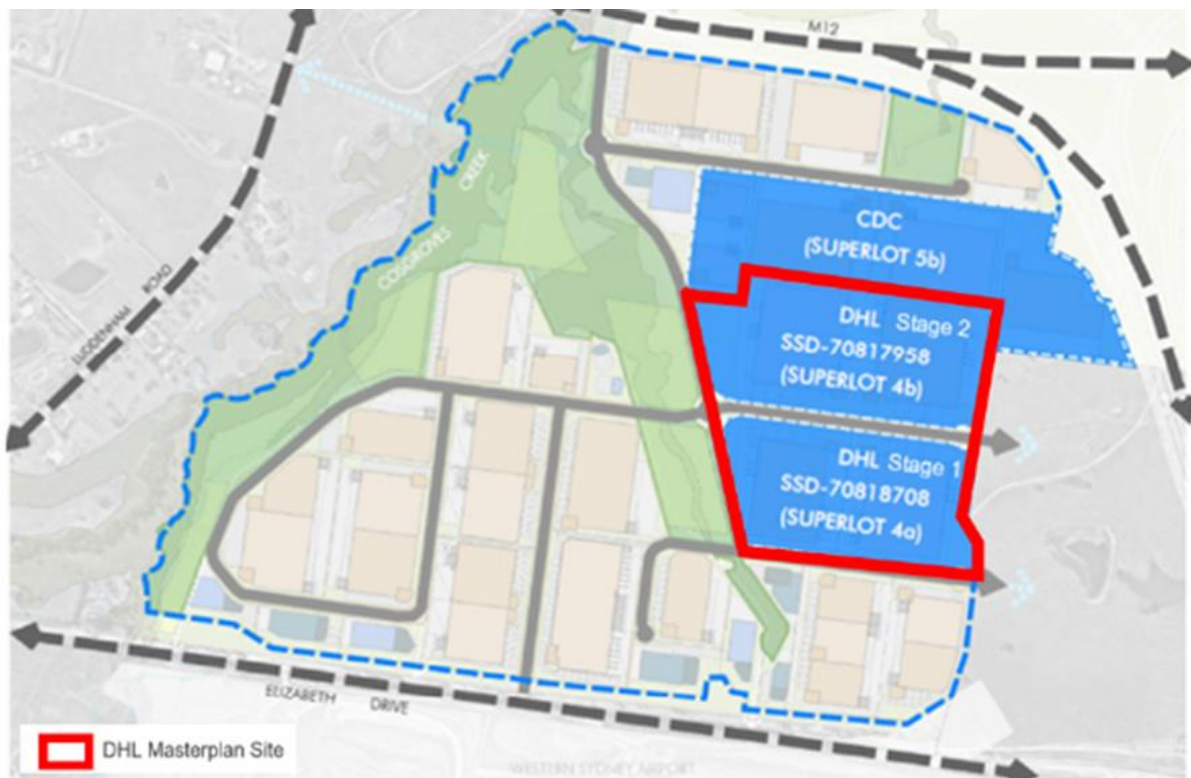 M12
CREEK
COSGROVES
LUDDENHAM ROAD
CDC
(SUPERLOT 5b)
DHL Stage 2
SSD-70817958
(SUPERLOT 4b)
DHL Stage 1
SSD-70818708
(SUPERLOT 4a)
ELIZABETH DRIVE
DHL Masterplan Site
WESTERN SYDNEY AIRPORT